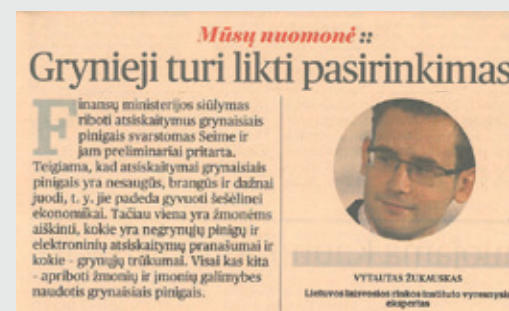 Mūsų nuomonė ::
Grynieji turi likti pasirinkimas
Finansų ministerijos siūlymas
riboti atsiskaitymus grynaisiais
pinigais svarstomas Seime ir
jam preliminariai pritarta.
Teigiama, kad atsiskaitymai grynaisiais
pinigais yra nesaugūs, brangūs ir dažnai
juodi, t. y. jie padeda gyvuoti šešėlinei
ekonomikai. Tačiau viena yra žmonėms
aiškinti, kokie yra negrynųjų pinigų ir
elektroninių atsiskaitymų pranašumai ir
kokie - grynųjų trūkumai. Visai kas kita
- apriboti žmonių ir įmonių galimybes
naudotis grynaisiais pinigais.
VYTAUTAS ŽUKAUSKAS
Lietuvos laisvosios rinkos instituto vyresnysis
ekspertas